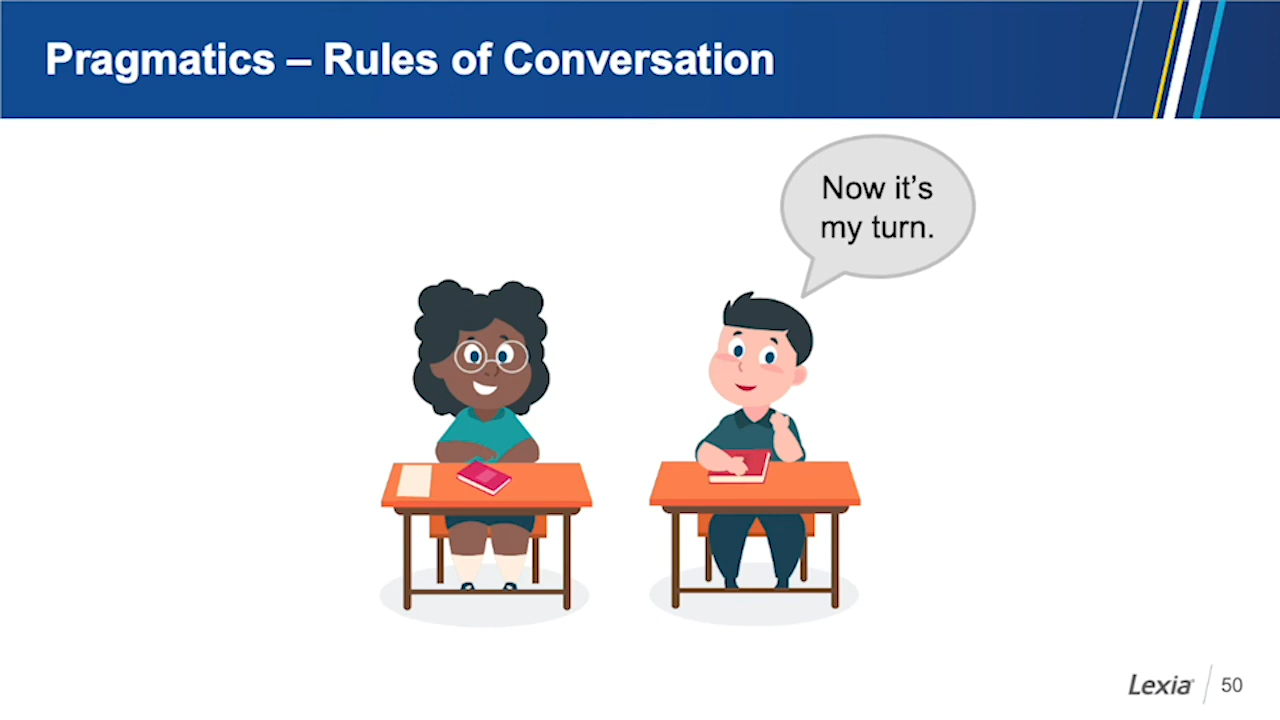 Pragmatics – Rules of Conversation
Now it’s
my turn.
Lexia
50